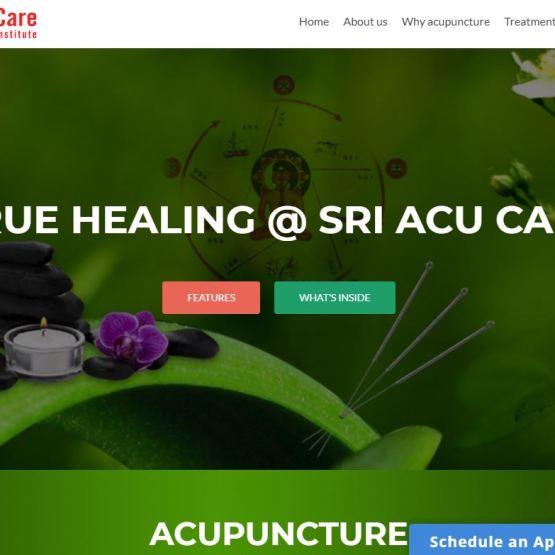 Care
nstitute
Home About us Why acupuncture Treatment
RUE HEALING @ SRI ACU CA
FEATURES WHAT'S INSIDE
ACUPUNCTURE
Schedule an Ap